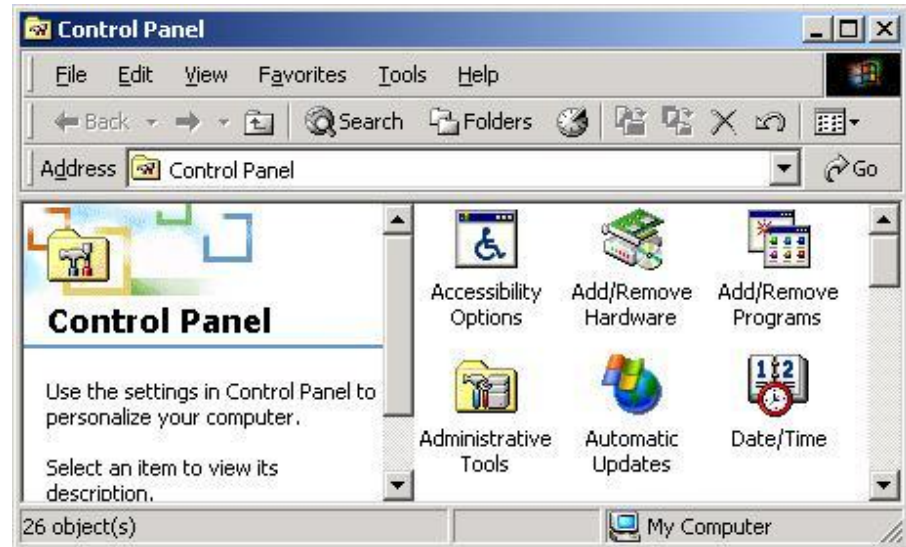 Control Panel
File Edit View Favorites Tools Help
Back Search Folders
Address Control Panel Go
Control Panel
Use the settings in Control Panel to
personalize your computer.
Select an item to view its
description.
Accessibility
Options
Add/Remove
Hardware
Add/Remove
Programs
Administrative
Tools
Automatic
Updates
12
Date/Time
26 object(s)
My Computer